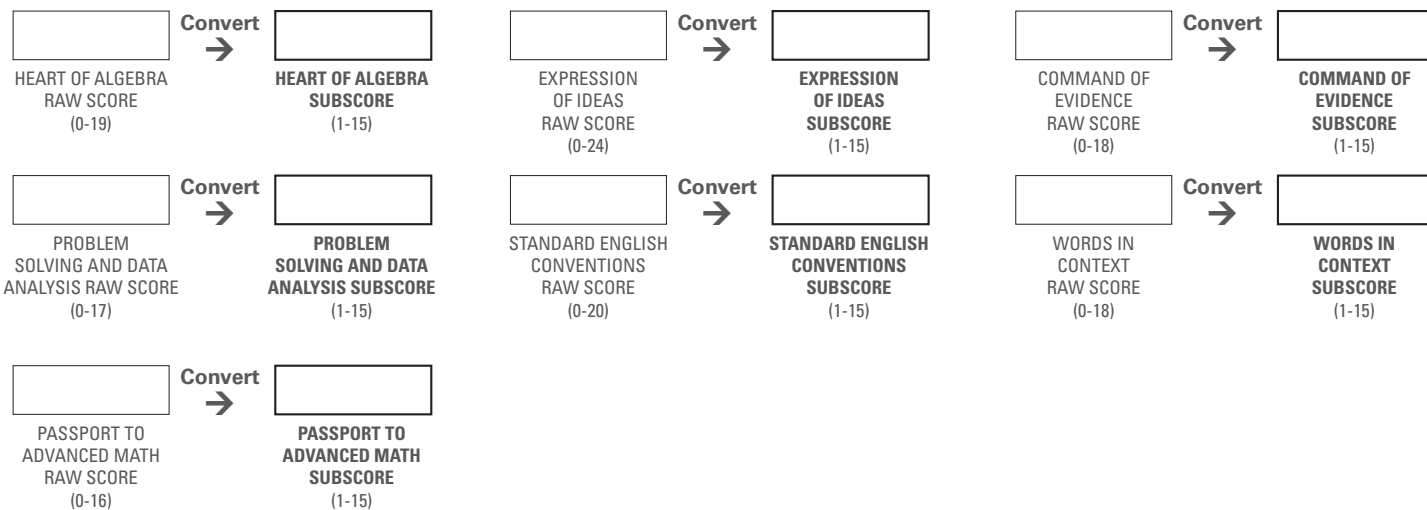 Convert
→
HEART OF ALGEBRA
RAW SCORE
(0-19)
HEART OF ALGEBRA
SUBSCORE
(1-15)
Convert
→
EXPRESSION
OF IDEAS
RAW SCORE
(0-24)
EXPRESSION
OF IDEAS
SUBSCORE
(1-15)
Convert
→
COMMAND OF
EVIDENCE
RAW SCORE
(0-18)
COMMAND OF
EVIDENCE
SUBSCORE
(1-15)
Convert
→
PROBLEM
SOLVING AND DATA
ANALYSIS RAW SCORE
(0-17)
PROBLEM
SOLVING AND DATA
ANALYSIS SUBSCORE
(1-15)
Convert
→
STANDARD ENGLISH
CONVENTIONS
RAW SCORE
(0-20)
STANDARD ENGLISH
CONVENTIONS
SUBSCORE
(1-15)
Convert
→
WORDS IN
CONTEXT
RAW SCORE
(0-18)
WORDS IN
CONTEXT
SUBSCORE
(1-15)
Convert
→
PASSPORT TO
ADVANCED MATH
RAW SCORE
(0-16)
PASSPORT TO
ADVANCED MATH
SUBSCORE
(1-15)